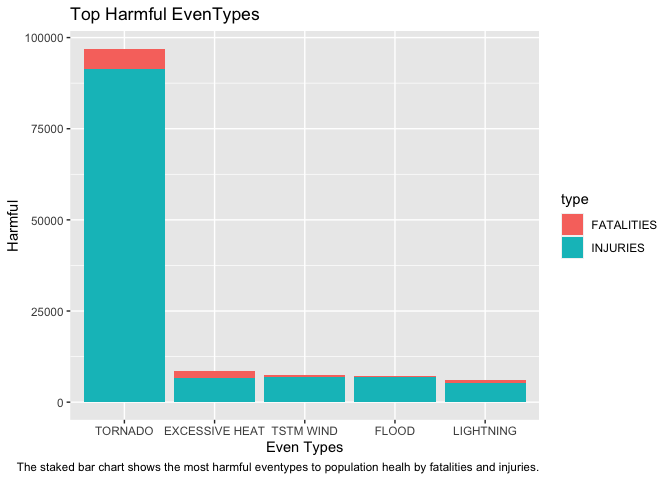 Top Harmful EvenTypes
100000
75000
50000
25000
0
Harmful
TORNADO
EXCESSIVE HEAT
TSTM WIND
FLOOD
LIGHTNING
Even Types
type
FATALITIES
INJURIES
The staked bar chart shows the most harmful eventypes to population healh by fatalities and injuries.